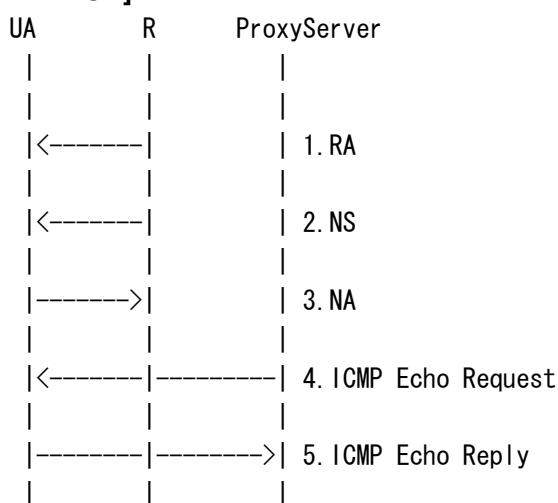 UA R ProxyServer
| | |
| | |
|<-------| | 1.RA
| | |
|<-------| | 2.NS
| | |
|------->| | 3.NA
| | |
|<-------|---------| 4.ICMP Echo Request
| | |
|--------|-------->| 5.ICMP Echo Reply
| | |